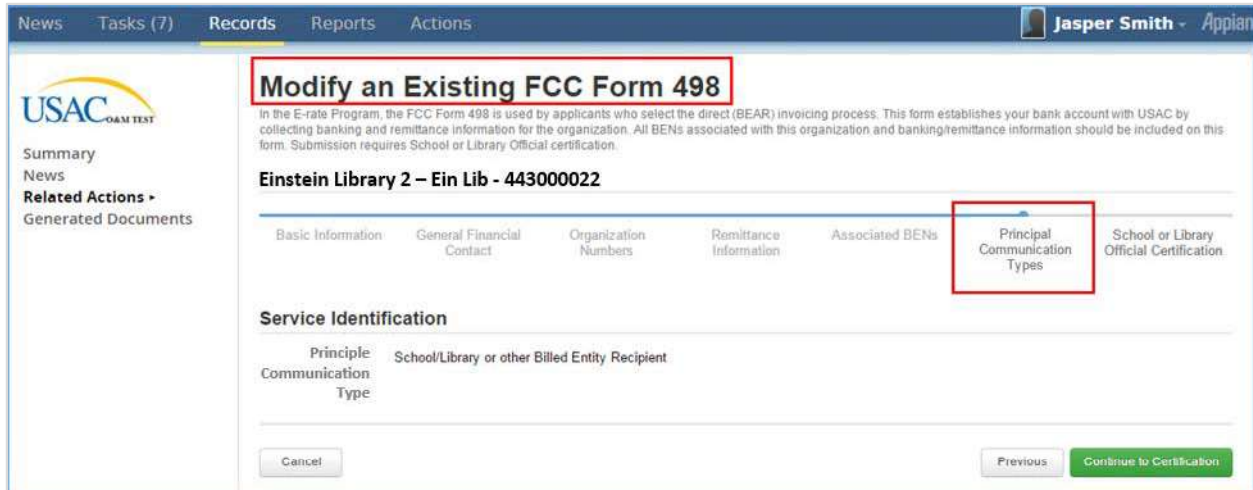 News Tasks (7) Records Reports Actions Jasper Smith Appian
USAC O&M TEST
Summary
News
Related Actions
Generated Documents
Modify an Existing FCC Form 498
In the E-rate Program, the FCC Form 498 is used by applicants who select the direct (BEAR) invoicing process. This form establishes your bank account with USAC by
collecting banking and remittance information for the organization. All BENs associated with this organization and banking/remittance information should be included on this
form. Submission requires School or Library Official certification.
Einstein Library 2 – Ein Lib - 443000022
Basic Information
General Financial
Contact
Organization
Numbers
Remittance
Information
Associated BENs
Principal
Communication
Types
School or Library
Official Certification
Service Identification
Principle
Communication
Type
School/Library or other Billed Entity Recipient
Cancel Previous Continue to Certification